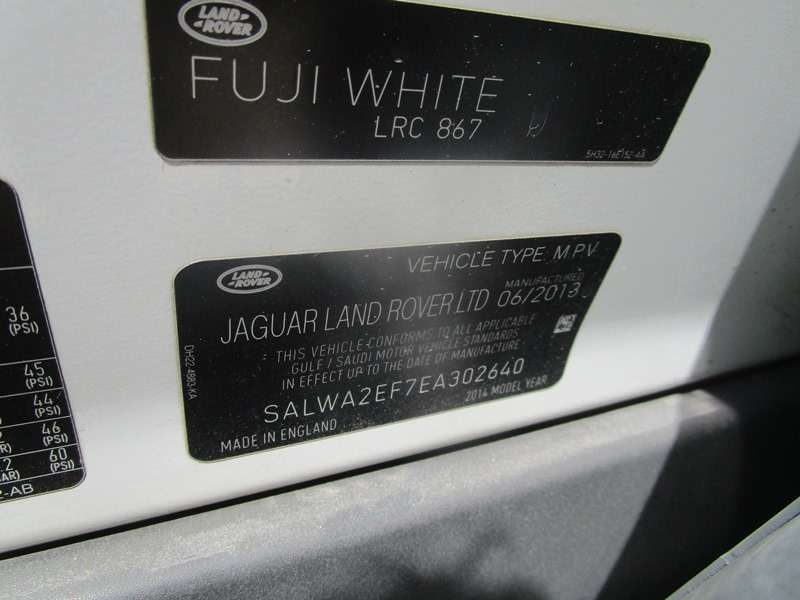 LAND
ROVER
FUJI WHITE
LRC 867
5H32-16E152-AA
LAND
ROVER
VEHICLE TYPE: M.P.V
JAGUAR LAND ROVER LTD
MANUFACTURED
06/2013
THIS VEHICLE CONFORMS TO ALL APPLICABLE
GULF / SAUDI MOTOR VEHICLE STANDARDS
IN EFFECT UP TO THE DATE OF MANUFACTURE
SALWA2EF7EA302640
MADE IN ENGLAND
2014 MODEL YEAR
DH22-4883-KA
36
(PSI)
45
(PSI)
44
(PSI)
46
(PSI)
60
(PSI)
-AB